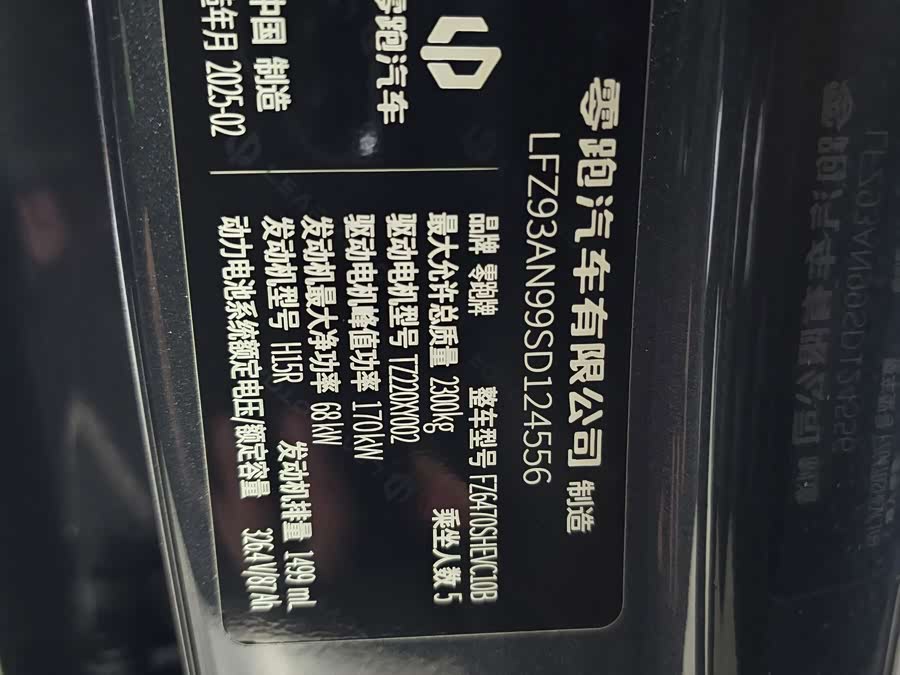 零跑汽车有限公司 制造
LFZ93AN99SD124556
品牌 零跑牌 整车型号 FZ6470SHEVC10B
最大允许总质量 2300kg 乘坐人数 5
驱动电机型号 TZ220XY002
驱动电机峰值功率 170kW
发动机最大净功率 68kW
发动机型号 H15R 发动机排量 1499 mL
动力电池系统额定电压/额定容量 326.4V/87Ah
零跑汽车
中国 制造
年月 2025-02